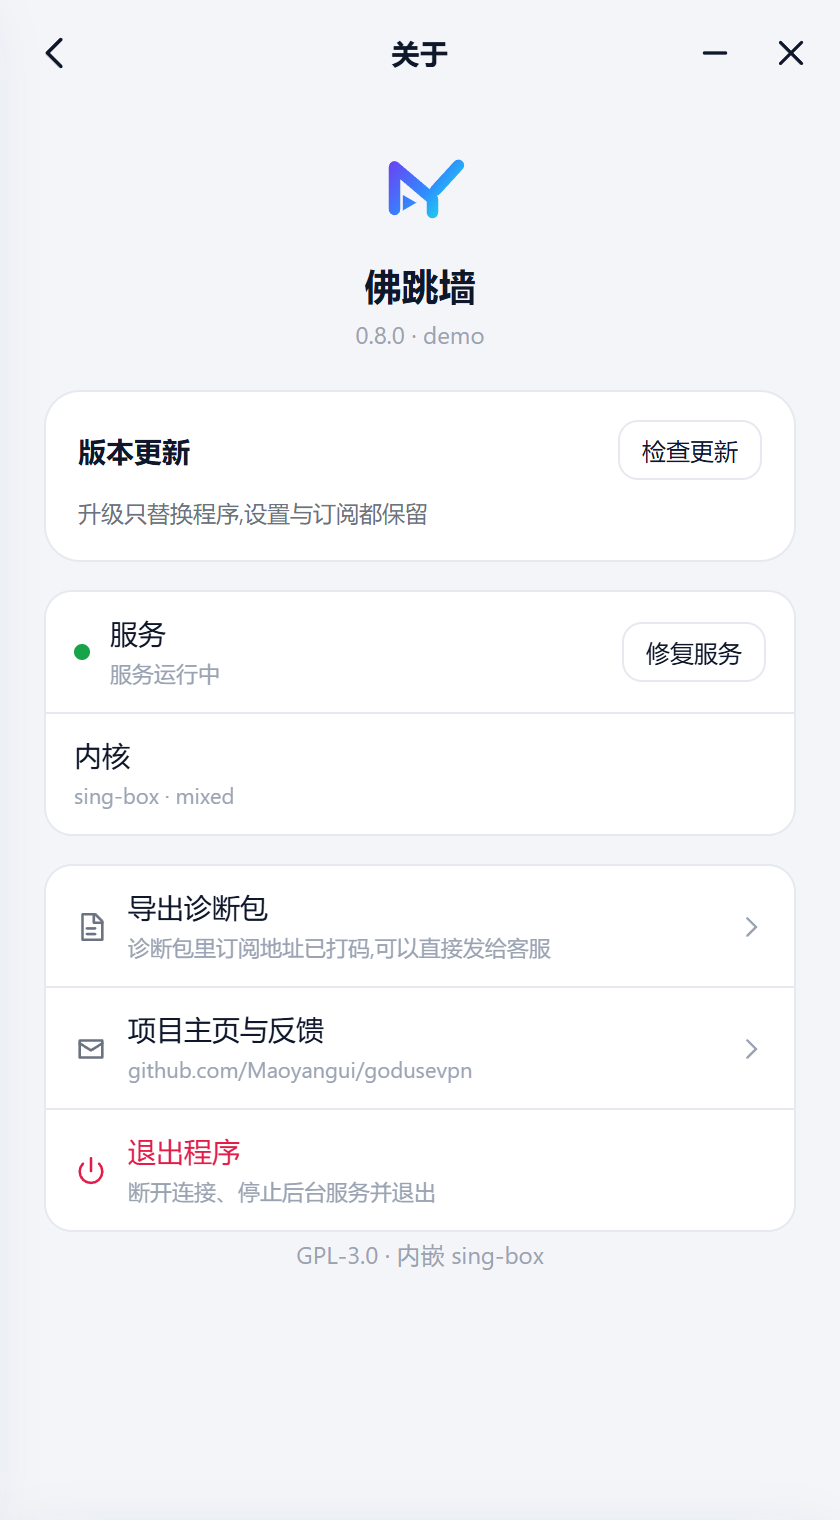 关于
佛跳墙
0.8.0 · demo
版本更新
检查更新
升级只替换程序,设置与订阅都保留
服务
服务运行中
修复服务
内核
sing-box · mixed
导出诊断包
诊断包里订阅地址已打码,可以直接发给客服
项目主页与反馈
github.com/Maoyangui/godusevpn
退出程序
断开连接、停止后台服务并退出
GPL-3.0 · 内嵌 sing-box